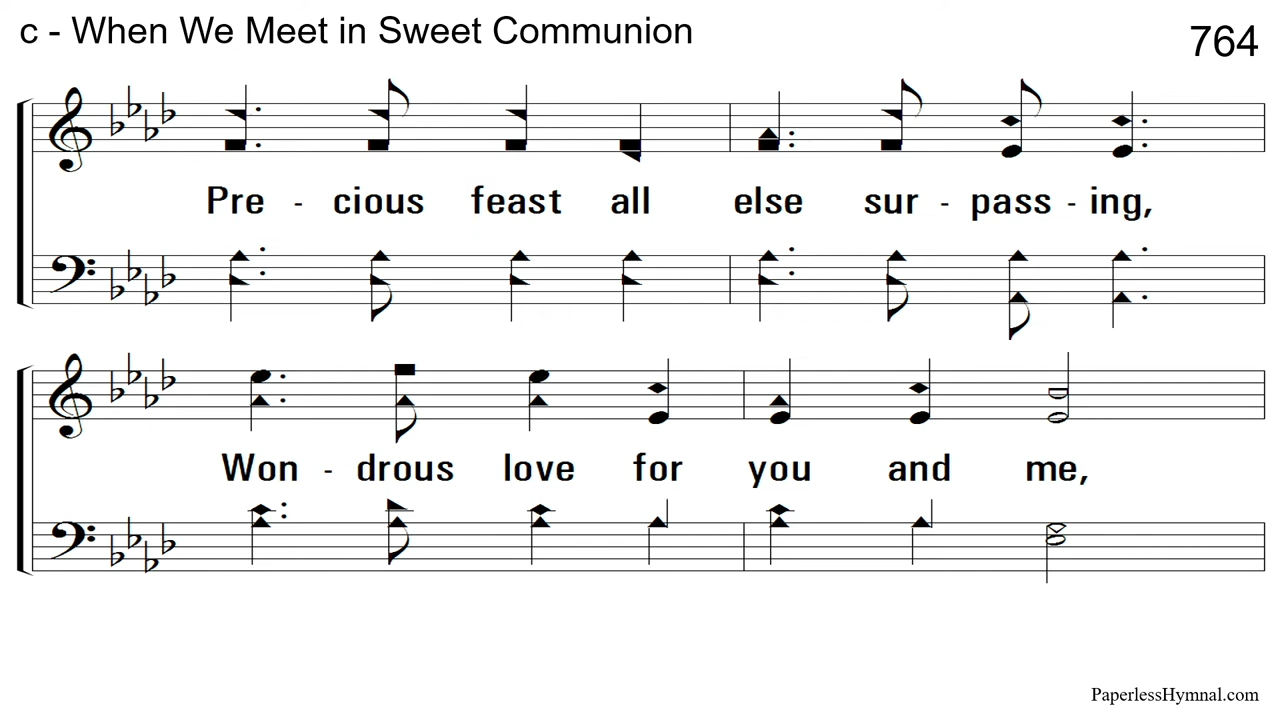 c - When We Meet in Sweet Communion
764
Pre - cious feast all else sur - pass - ing,
Won - drous love for you and me,
PaperlessHymnal.com